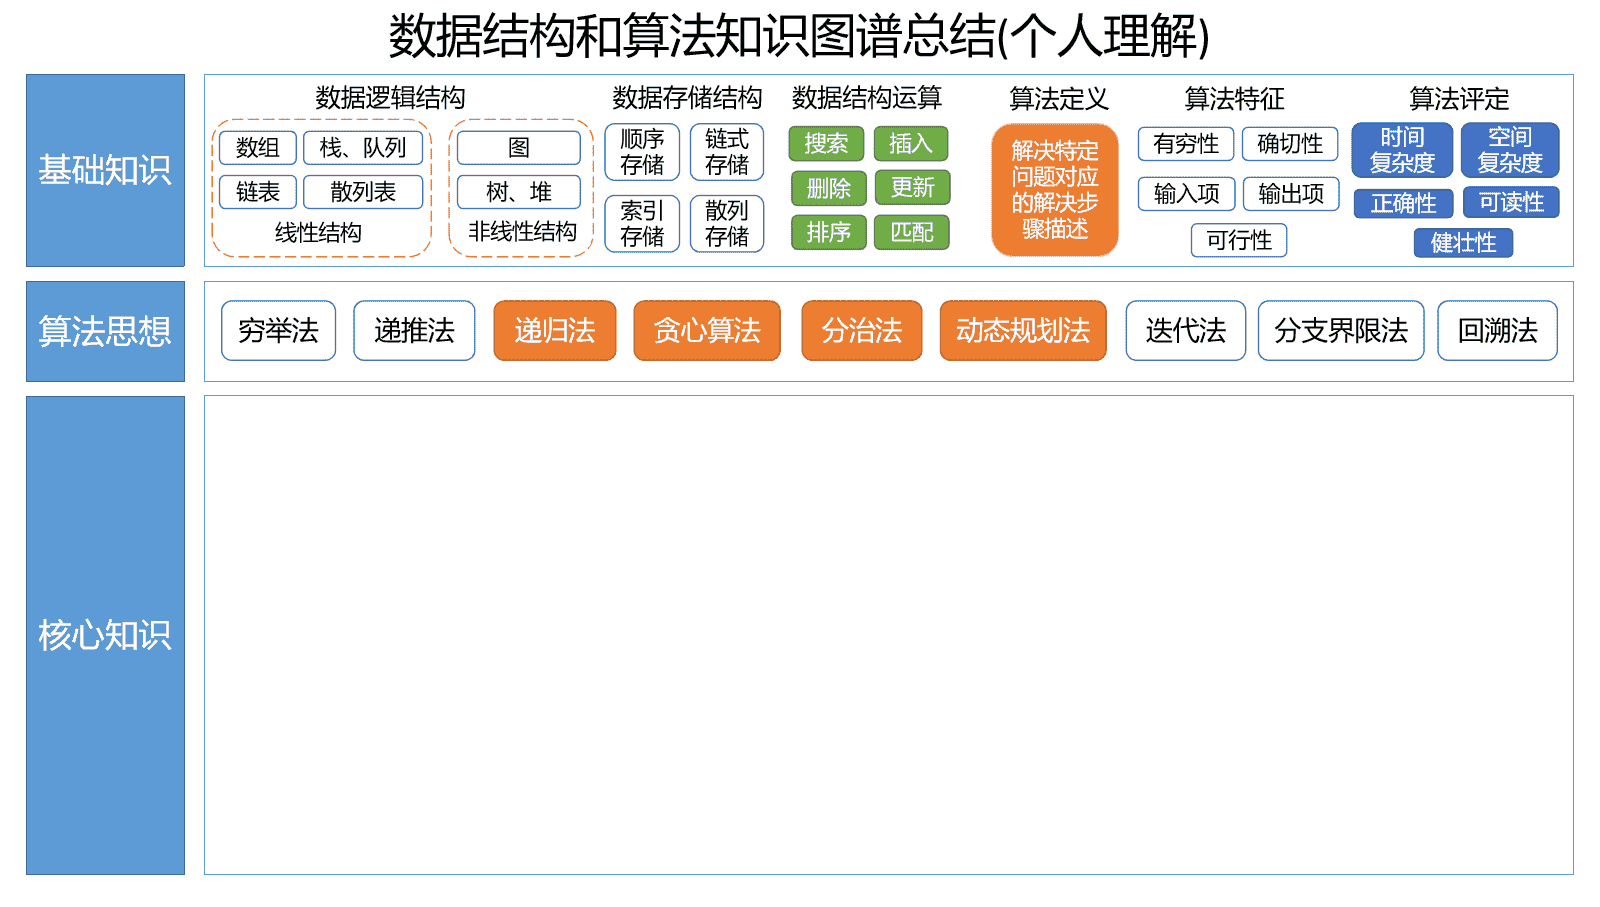 数据结构和算法知识图谱总结(个人理解)
基础知识
数据逻辑结构
数组
栈、队列
链表
散列表
线性结构
图
树、堆
非线性结构
数据存储结构
顺序
存储
链式
存储
索引
存储
散列
存储
数据结构运算
搜索
插入
删除
更新
排序
匹配
算法定义
解决特定
问题对应
的解决步
骤描述
算法特征
有穷性
确切性
输入项
输出项
可行性
算法评定
时间
复杂度
空间
复杂度
正确性
可读性
健壮性
算法思想
穷举法
递推法
递归法
贪心算法
分治法
动态规划法
迭代法
分支界限法
回溯法
核心知识